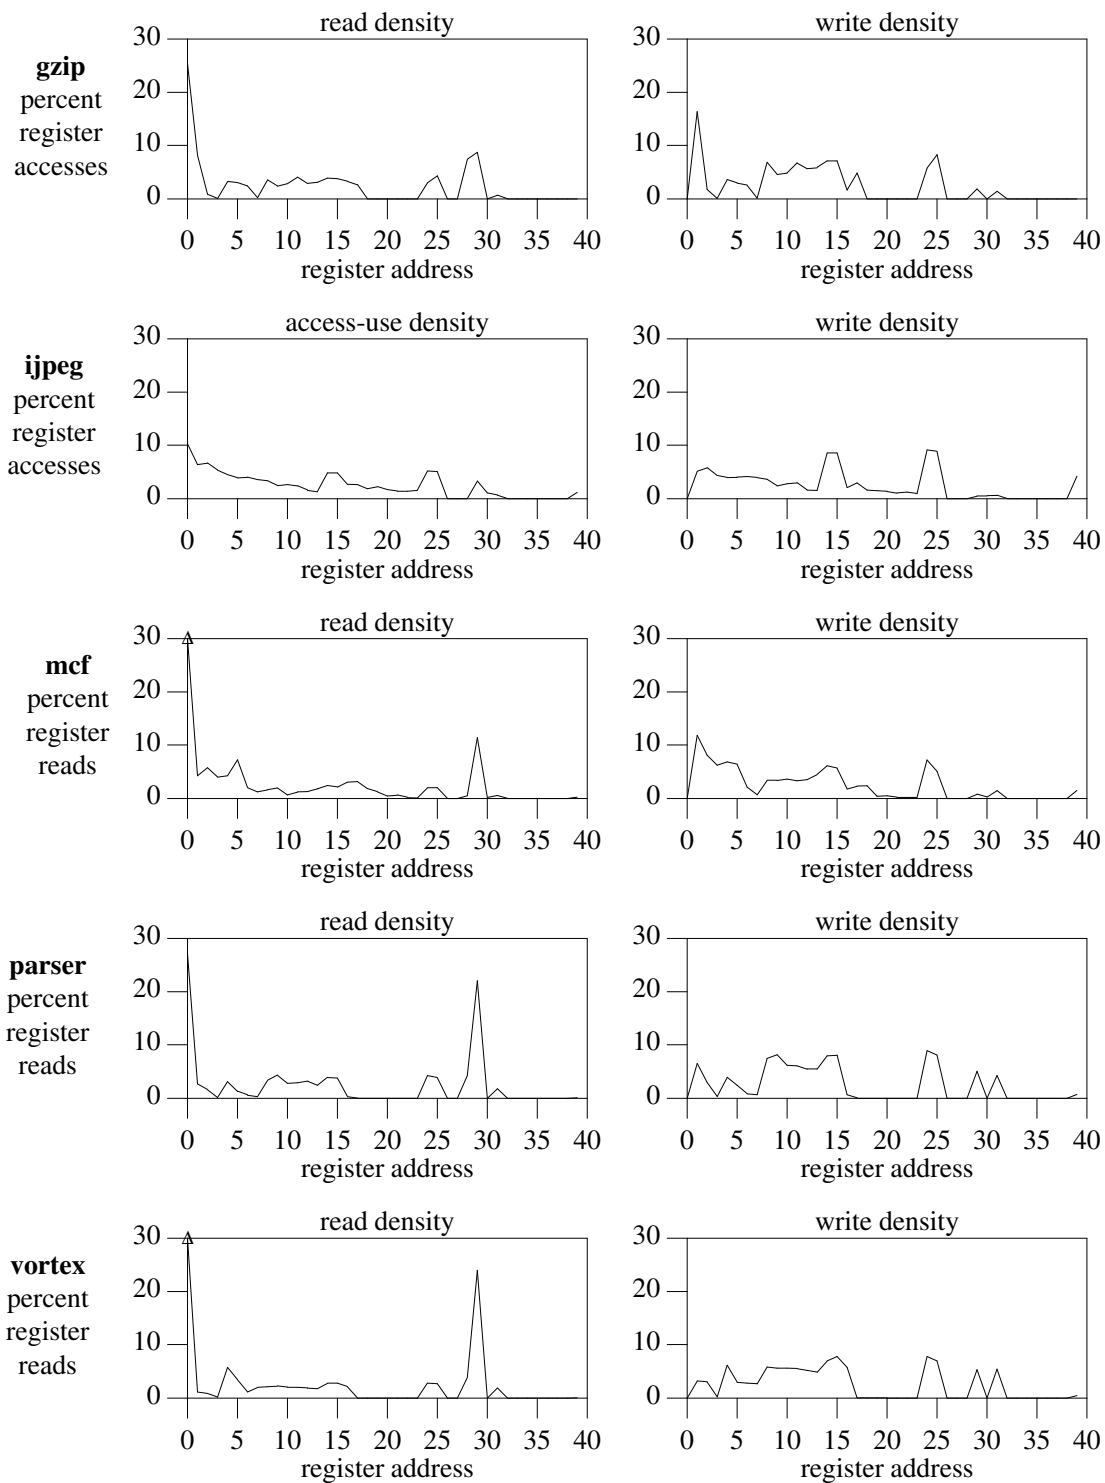 read density
write density
gzip
percent
register
accesses
30
20
10
0
0 5 10 15 20 25 30 35 40
register address
30
20
10
0
0 5 10 15 20 25 30 35 40
register address
access-use density
write density
ijpeg
percent
register
accesses
30
20
10
0
0 5 10 15 20 25 30 35 40
register address
30
20
10
0
0 5 10 15 20 25 30 35 40
register address
read density
write density
mcf
percent
register
reads
30
20
10
0
0 5 10 15 20 25 30 35 40
register address
30
20
10
0
0 5 10 15 20 25 30 35 40
register address
read density
write density
parser
percent
register
reads
30
20
10
0
0 5 10 15 20 25 30 35 40
register address
30
20
10
0
0 5 10 15 20 25 30 35 40
register address
read density
write density
vortex
percent
register
reads
30
20
10
0
0 5 10 15 20 25 30 35 40
register address
30
20
10
0
0 5 10 15 20 25 30 35 40
register address